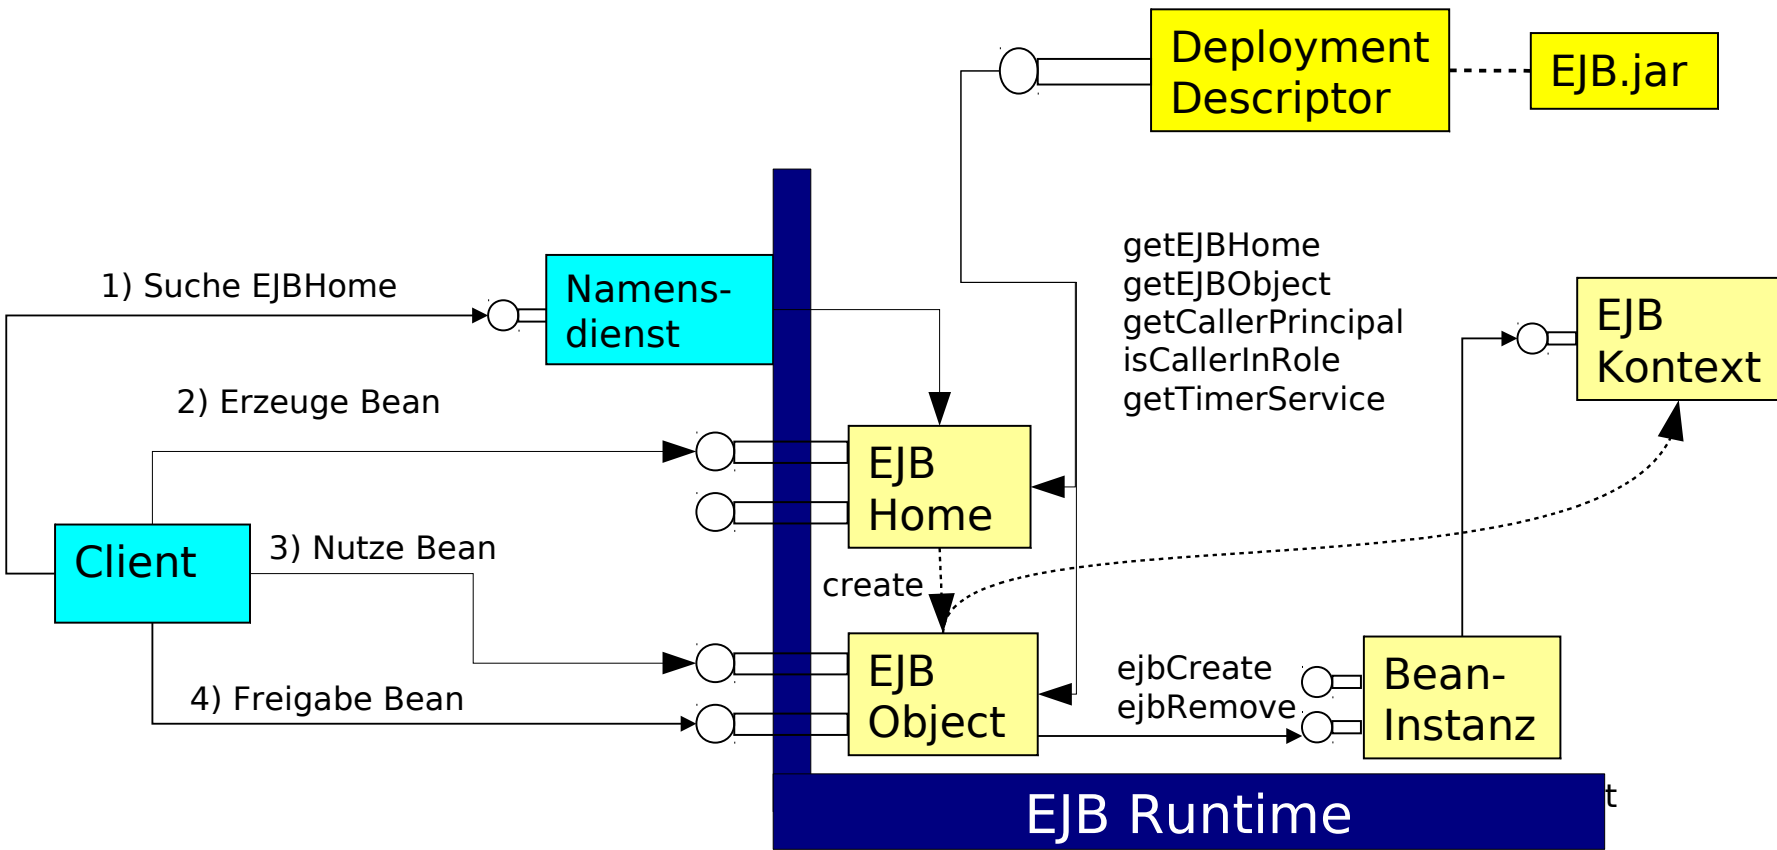 Deployment
Descriptor
EJB.jar
getEJBHome
getEJBObject
getCallerPrincipal
isCallerInRole
getTimerService
1) Suche EJBHome
Namens-
dienst
EJB
Kontext
2) Erzeuge Bean
EJB
Home
Client
3) Nutze Bean
create
4) Freigabe Bean
EJB
Object
ejbCreate
ejbRemove
Bean-
Instanz
EJB Runtime
t